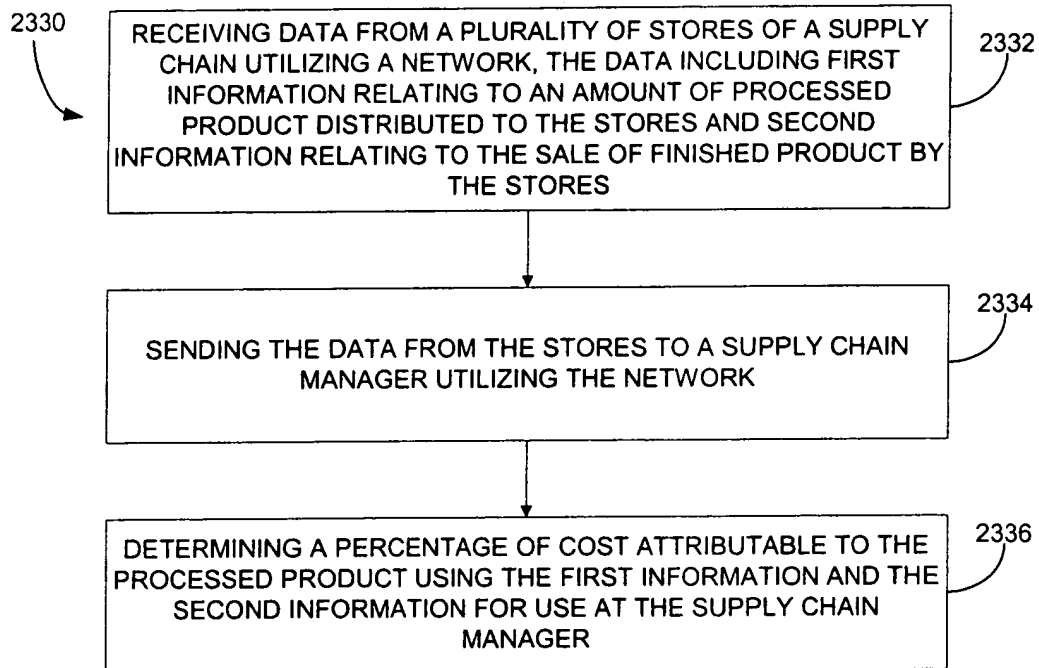 2330
RECEIVING DATA FROM A PLURALITY OF STORES OF A SUPPLY
CHAIN UTILIZING A NETWORK, THE DATA INCLUDING FIRST
INFORMATION RELATING TO AN AMOUNT OF PROCESSED
PRODUCT DISTRIBUTED TO THE STORES AND SECOND
INFORMATION RELATING TO THE SALE OF FINISHED PRODUCT BY
THE STORES
2332
SENDING THE DATA FROM THE STORES TO A SUPPLY CHAIN
MANAGER UTILIZING THE NETWORK
2334
DETERMINING A PERCENTAGE OF COST ATTRIBUTABLE TO THE
PROCESSED PRODUCT USING THE FIRST INFORMATION AND THE
SECOND INFORMATION FOR USE AT THE SUPPLY CHAIN
MANAGER
2336